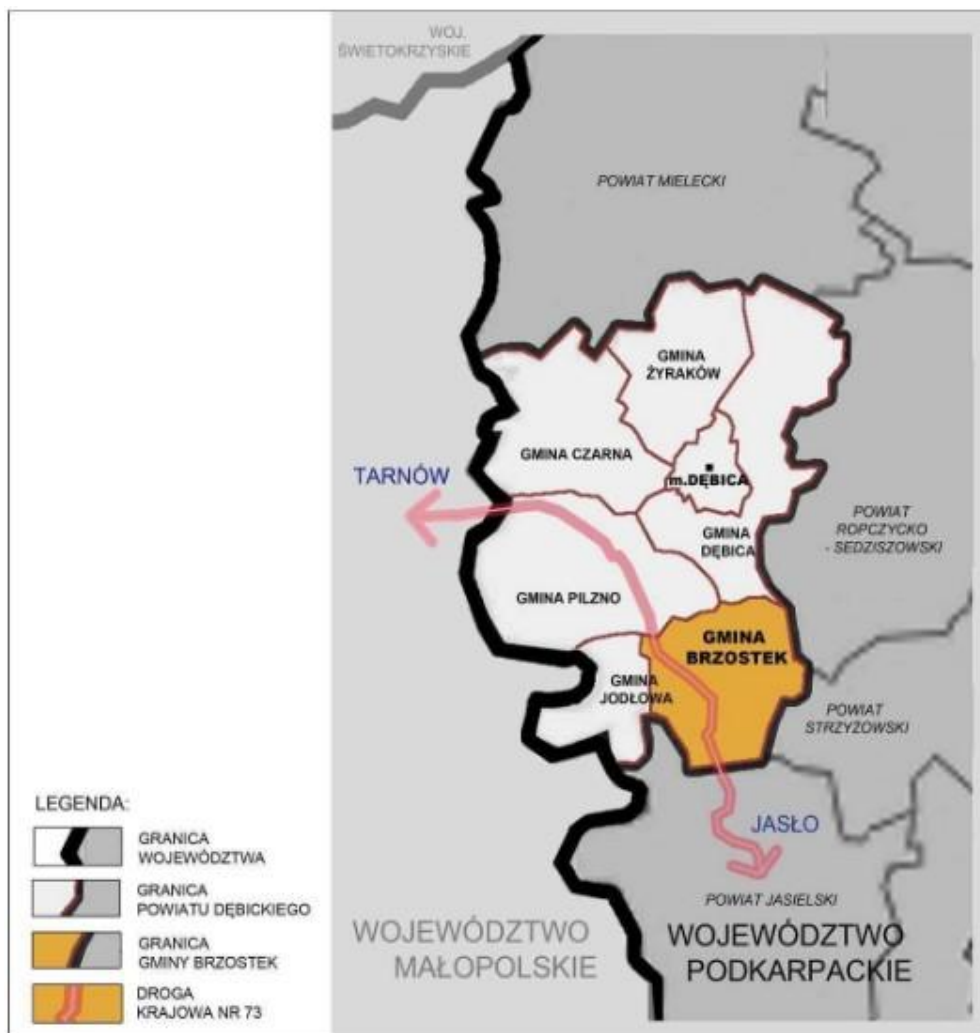 WOJ.
ŚWIETOKRZYSKIE
POWIAT MIELECKI
GMINA
ŻYRAKÓW
GMINA CZARNA
m.DĘBICA
TARNÓW
GMINA
DĘBICA
POWIAT
ROPCZYCKO
- SEDZISZOWSKI
GMINA PILZNO
GMINA
BRZOSTEK
GMINA
JODŁOWA
POWIAT
STRZYŻOWSKI
JASŁO
POWIAT JASIELSKI
WOJEWÓDZTWO
MAŁOPOLSKIE
WOJEWÓDZTWO
PODKARPACKIE
LEGENDA:
GRANICA
WOJEWÓDZTWA
GRANICA
POWIATU DĘBICKIEGO
GRANICA
GMINY BRZOSTEK
DROGA
KRAJOWA NR 73